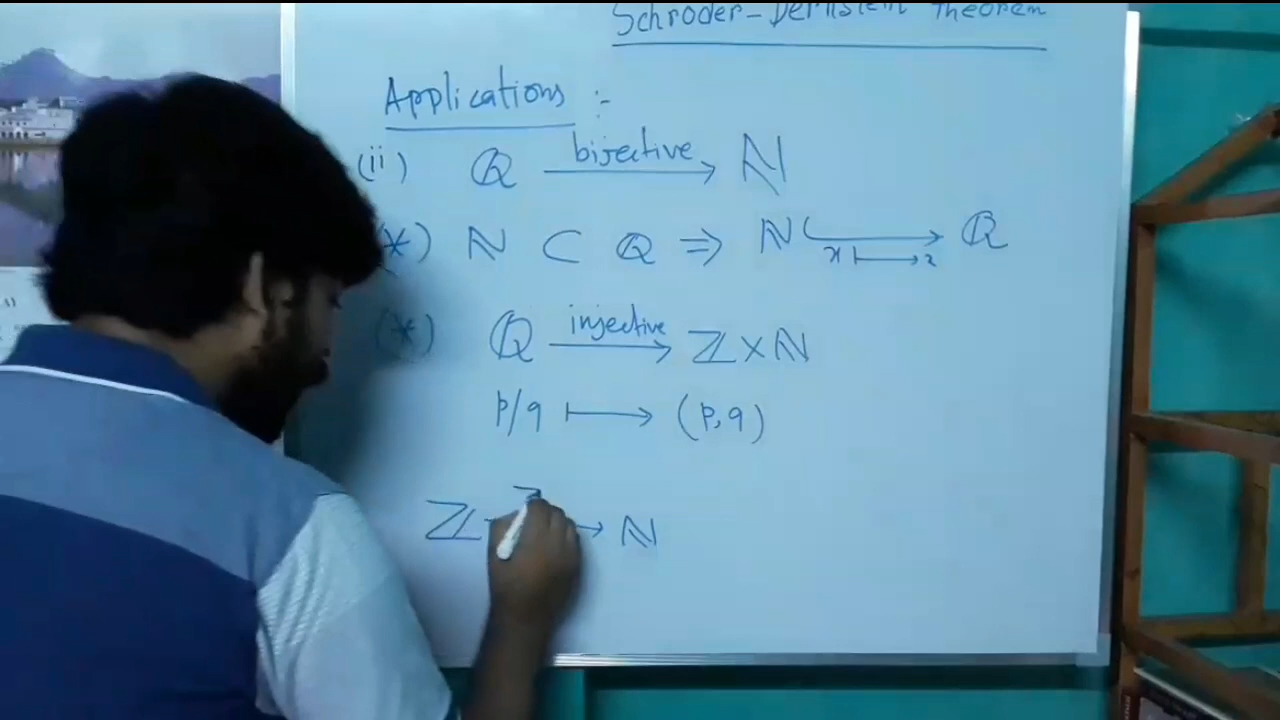 Schroder-Bernstein Theorem
Applications :-
(ii) ℚ bijective → ℕ
(*) ℕ ⊂ ℚ ⇒ ℕ ↪ ℚ
x ↦ x
(*) ℚ injective → ℤ × ℕ
p/q ↦ (p,q)
ℤ → ℕ